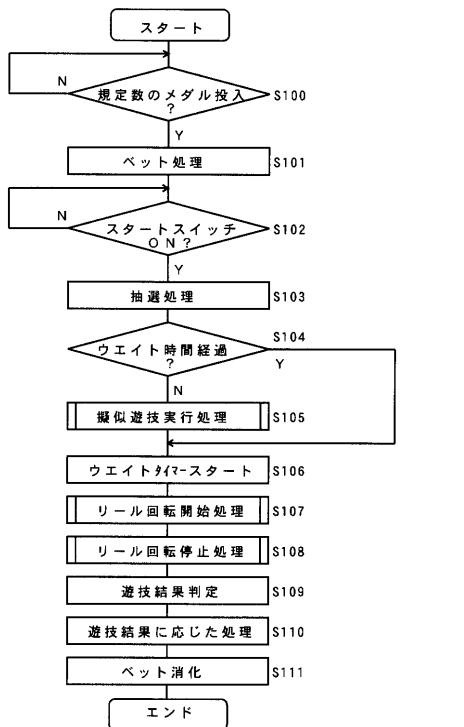 スタート
N
規定数のメダル投入
?
S100
Y
ベット処理
S101
N
スタートスイッチ
ON?
S102
Y
抽選処理
S103
S104
ウエイト時間経過
?
Y
N
擬似遊技実行処理
S105
ウエイトタイマースタート
S106
リール回転開始処理
S107
リール回転停止処理
S108
遊技結果判定
S109
遊技結果に応じた処理
S110
ベット消化
S111
エンド